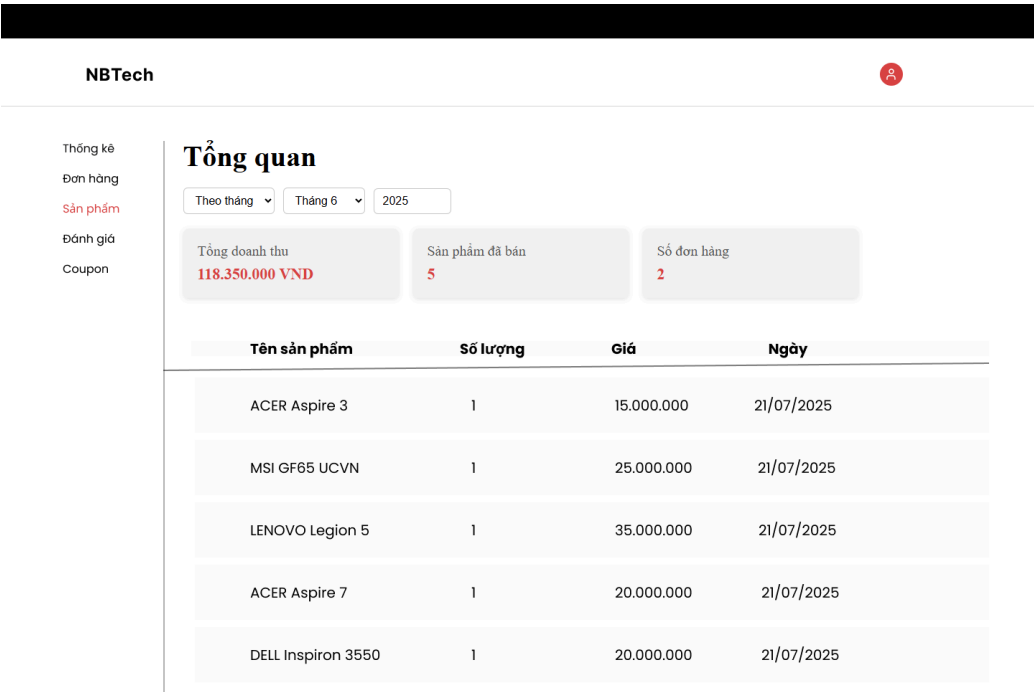 NBTech
Thống kê
Đơn hàng
Sản phẩm
Đánh giá
Coupon
Tổng quan
Theo tháng Tháng 6 2025
Tổng doanh thu Sản phẩm đã bán Số đơn hàng
118.350.000 VND 5 2
Tên sản phẩm Số lượng Giá Ngày
ACER Aspire 3 1 15.000.000 21/07/2025
MSI GF65 UCVN 1 25.000.000 21/07/2025
LENOVO Legion 5 1 35.000.000 21/07/2025
ACER Aspire 7 1 20.000.000 21/07/2025
DELL Inspiron 3550 1 20.000.000 21/07/2025